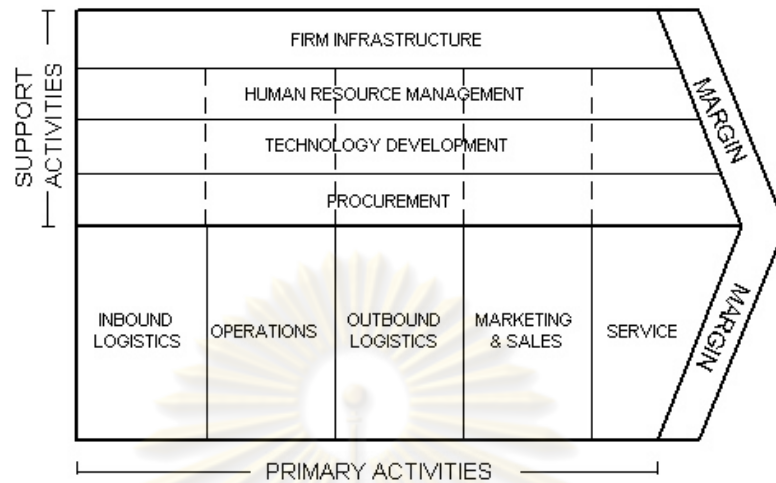 SUPPORT
ACTIVITIES
FIRM INFRASTRUCTURE
HUMAN RESOURCE MANAGEMENT
TECHNOLOGY DEVELOPMENT
PROCUREMENT
MARGIN
INBOUND
LOGISTICS
OPERATIONS
OUTBOUND
LOGISTICS
MARKETING
& SALES
SERVICE
MARGIN
PRIMARY ACTIVITIES